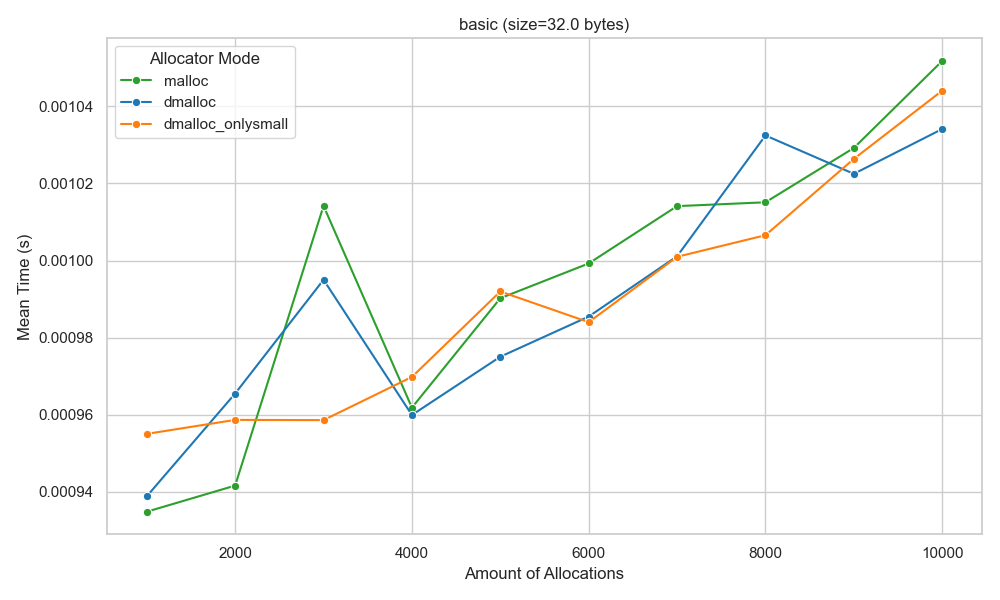 basic (size=32.0 bytes)
Allocator Mode
malloc
dmalloc
dmalloc_onlysmall
Mean Time (s)
0.00104
0.00102
0.00100
0.00098
0.00096
0.00094
2000
4000
6000
8000
10000
Amount of Allocations